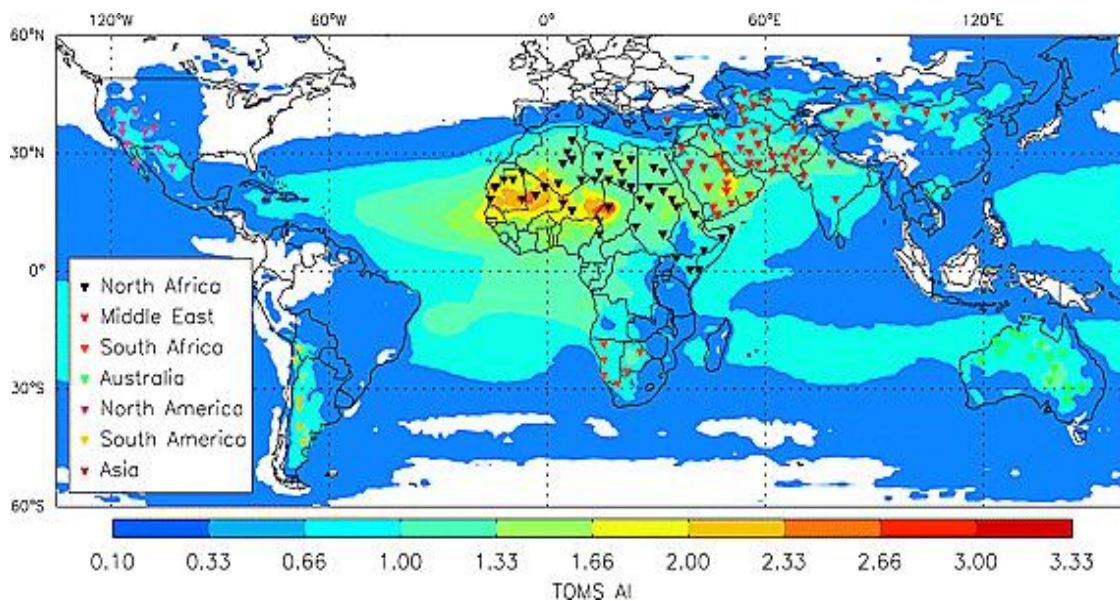 120°W 60°W 0° 60°E 120°E
60°N
30°N
0°
30°S
60°S
North Africa
Middle East
South Africa
Australia
North America
South America
Asia
0.10 0.33 0.66 1.00 1.33 1.66 2.00 2.33 2.66 3.00 3.33
TOMS AI